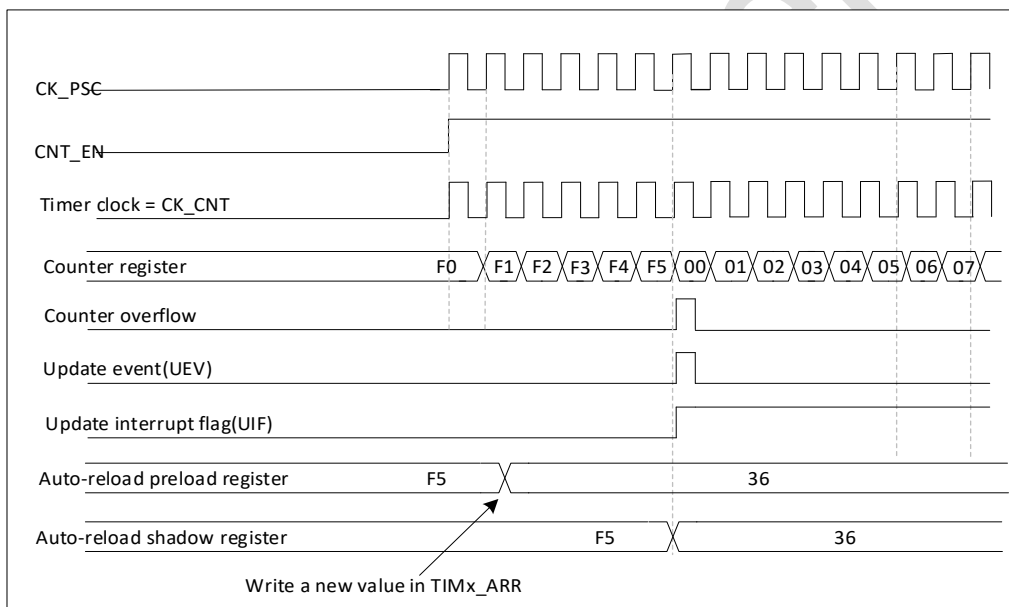 CK_PSC
CNT_EN
Timer clock = CK_CNT
Counter register F0 F1 F2 F3 F4 F5 00 01 02 03 04 05 06 07
Counter overflow
Update event(UEV)
Update interrupt flag(UIF)
Auto-reload preload register F5 36
Auto-reload shadow register F5 36
Write a new value in TIMx_ARR